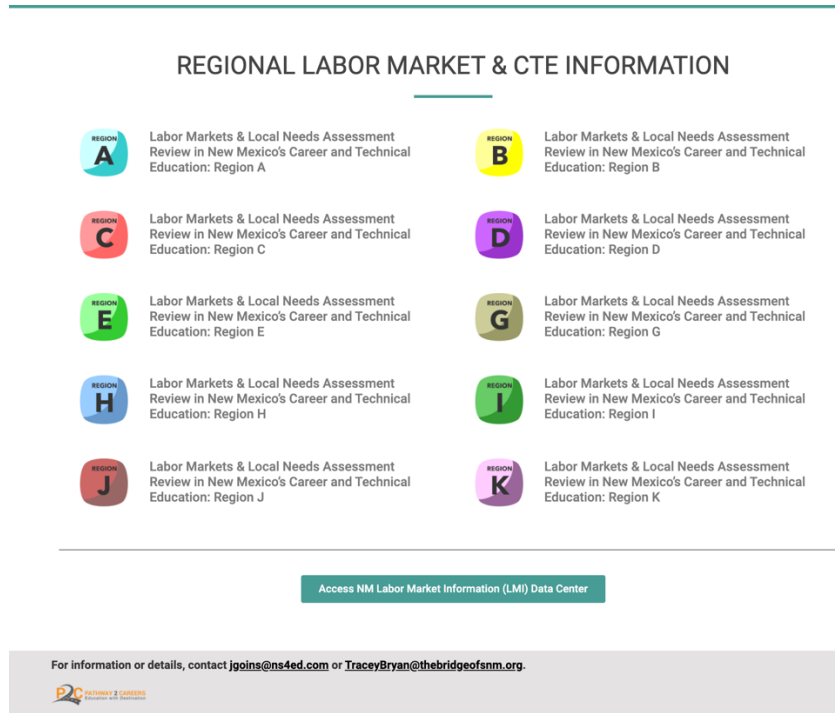 REGIONAL LABOR MARKET & CTE INFORMATION
REGION
A
Labor Markets & Local Needs Assessment
Review in New Mexico's Career and Technical
Education: Region A
REGION
B
Labor Markets & Local Needs Assessment
Review in New Mexico's Career and Technical
Education: Region B
REGION
C
Labor Markets & Local Needs Assessment
Review in New Mexico's Career and Technical
Education: Region C
REGION
D
Labor Markets & Local Needs Assessment
Review in New Mexico's Career and Technical
Education: Region D
REGION
E
Labor Markets & Local Needs Assessment
Review in New Mexico's Career and Technical
Education: Region E
REGION
G
Labor Markets & Local Needs Assessment
Review in New Mexico's Career and Technical
Education: Region G
REGION
H
Labor Markets & Local Needs Assessment
Review in New Mexico's Career and Technical
Education: Region H
REGION
I
Labor Markets & Local Needs Assessment
Review in New Mexico's Career and Technical
Education: Region I
REGION
J
Labor Markets & Local Needs Assessment
Review in New Mexico's Career and Technical
Education: Region J
REGION
K
Labor Markets & Local Needs Assessment
Review in New Mexico's Career and Technical
Education: Region K
Access NM Labor Market Information (LMI) Data Center
For information or details, contact jgoins@ns4ed.com or TraceyBryan@thebridgeofsnm.org.
P2C PATHWAY 2 CAREERS
Education with Destination